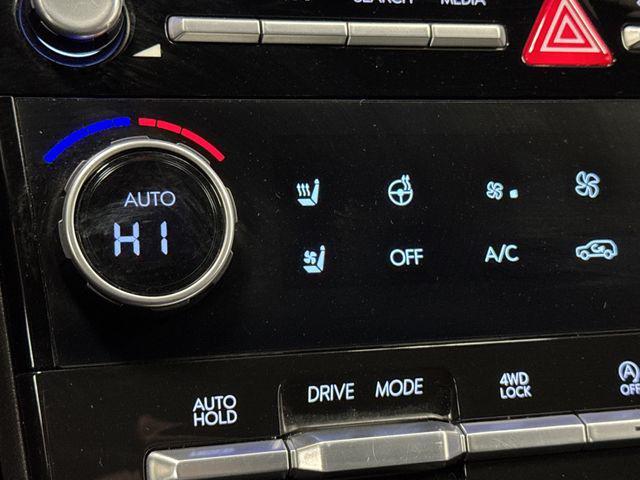 SEARCH
MEDIA
AUTO
HI
OFF
A/C
AUTO
HOLD
DRIVE MODE
4WD
LOCK
A
OFF